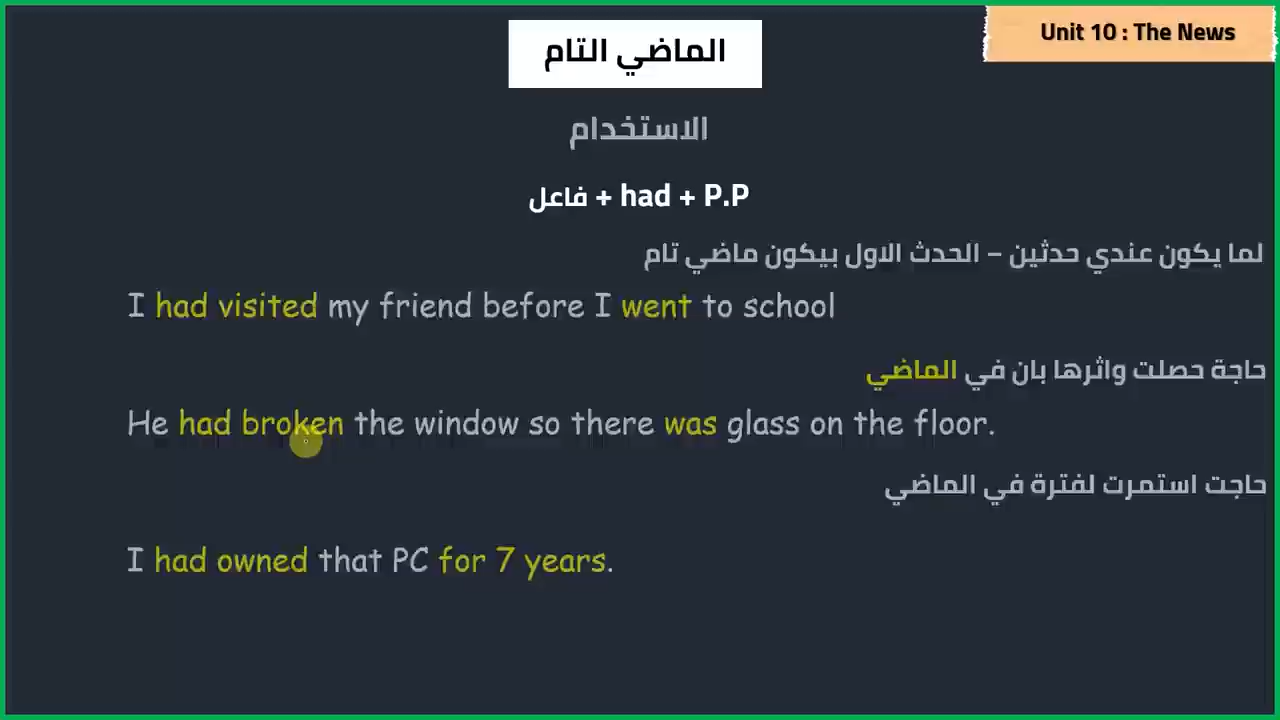 Unit 10 : The News
الماضي التام
الاستخدام
فاعل + had + P.P
لما يكون عندي حدثين – الحدث الاول بيكون ماضي تام
I had visited my friend before I went to school
حاجة حصلت واثرها بان في الماضي
He had broken the window so there was glass on the floor.
حاجت استمرت لفترة في الماضي
I had owned that PC for 7 years.